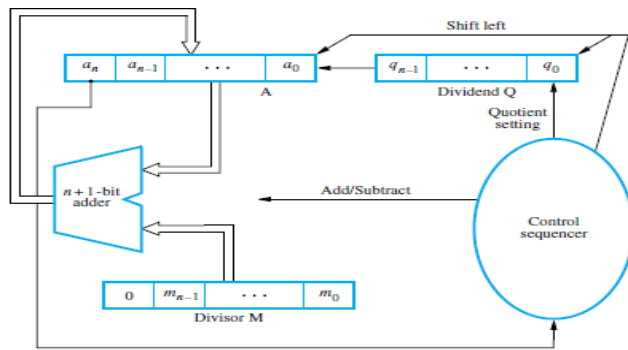 Shift left
aₙ aₙ₋₁ ... a₀
qₙ₋₁ ... q₀
A
Dividend Q
Quotient
setting
n + 1-bit
adder
Add/Subtract
Control
sequencer
0 mₙ₋₁ ... m₀
Divisor M